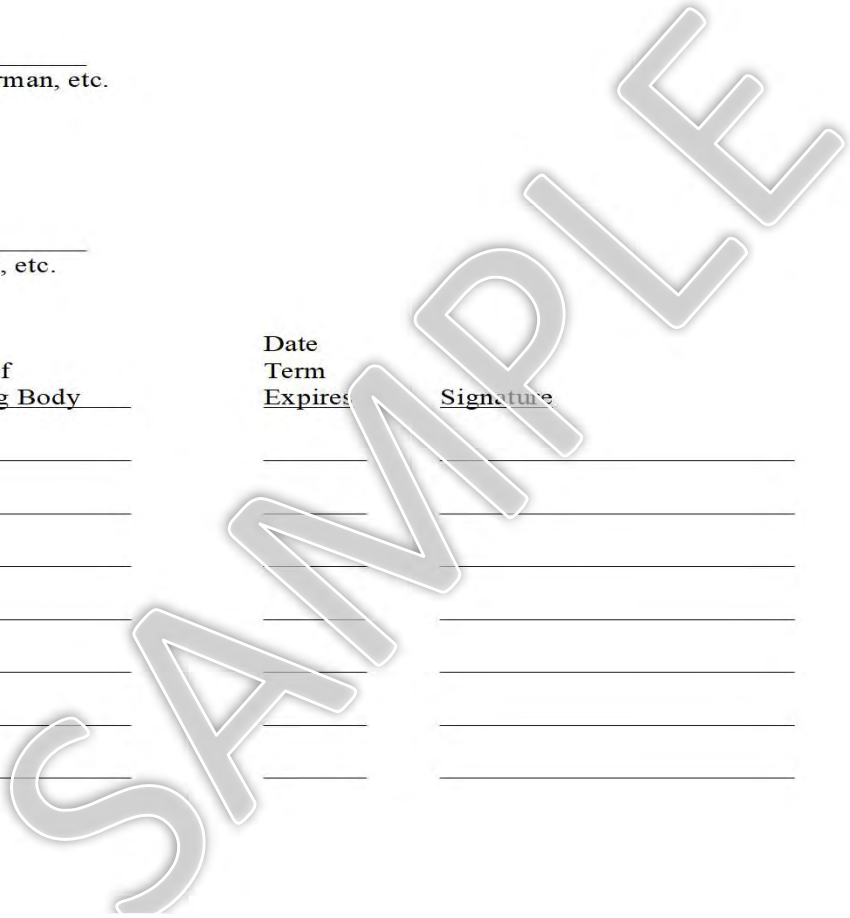 rman, etc.
, etc.
Date
f Term
g Body Expires Signature
SAMPLE